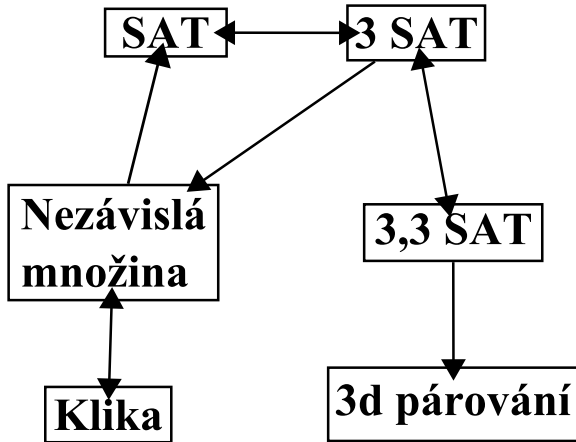 SAT
3 SAT
Nezávislá
množina
3,3 SAT
Klika
3d párování